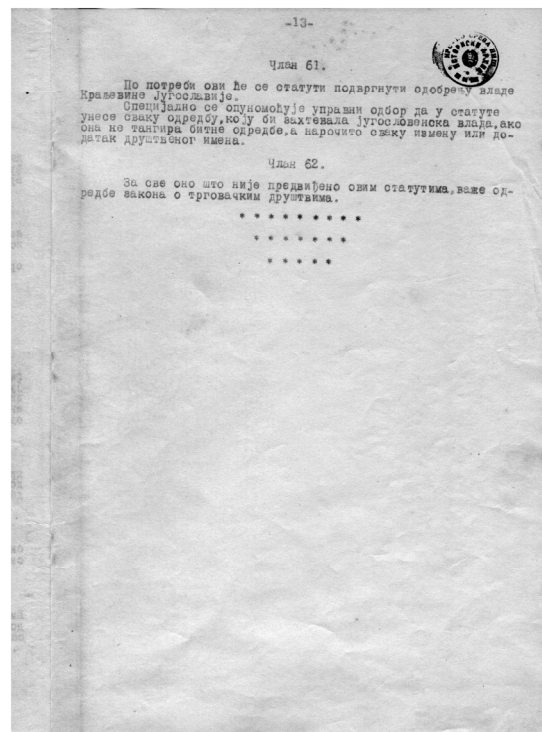 -13-
Члан 61.
По потреби ови ће се статути подвргнути одобрењу владе
Краљевине Југославије.
Специјално се опуномоћује управни одбор да у статуте
унесе сваку одредбу,коју би захтевала југословенска влада,ако
она не тангира битне одредбе,а нарочито сваку измену или до-
датак друштвеног имена.
Члан 62.
За све оно што није предвиђено овим статутима,важе од-
редбе закона о трговачким друштвима.
* * * * * * * * *
* * * * * * *
* * * * *